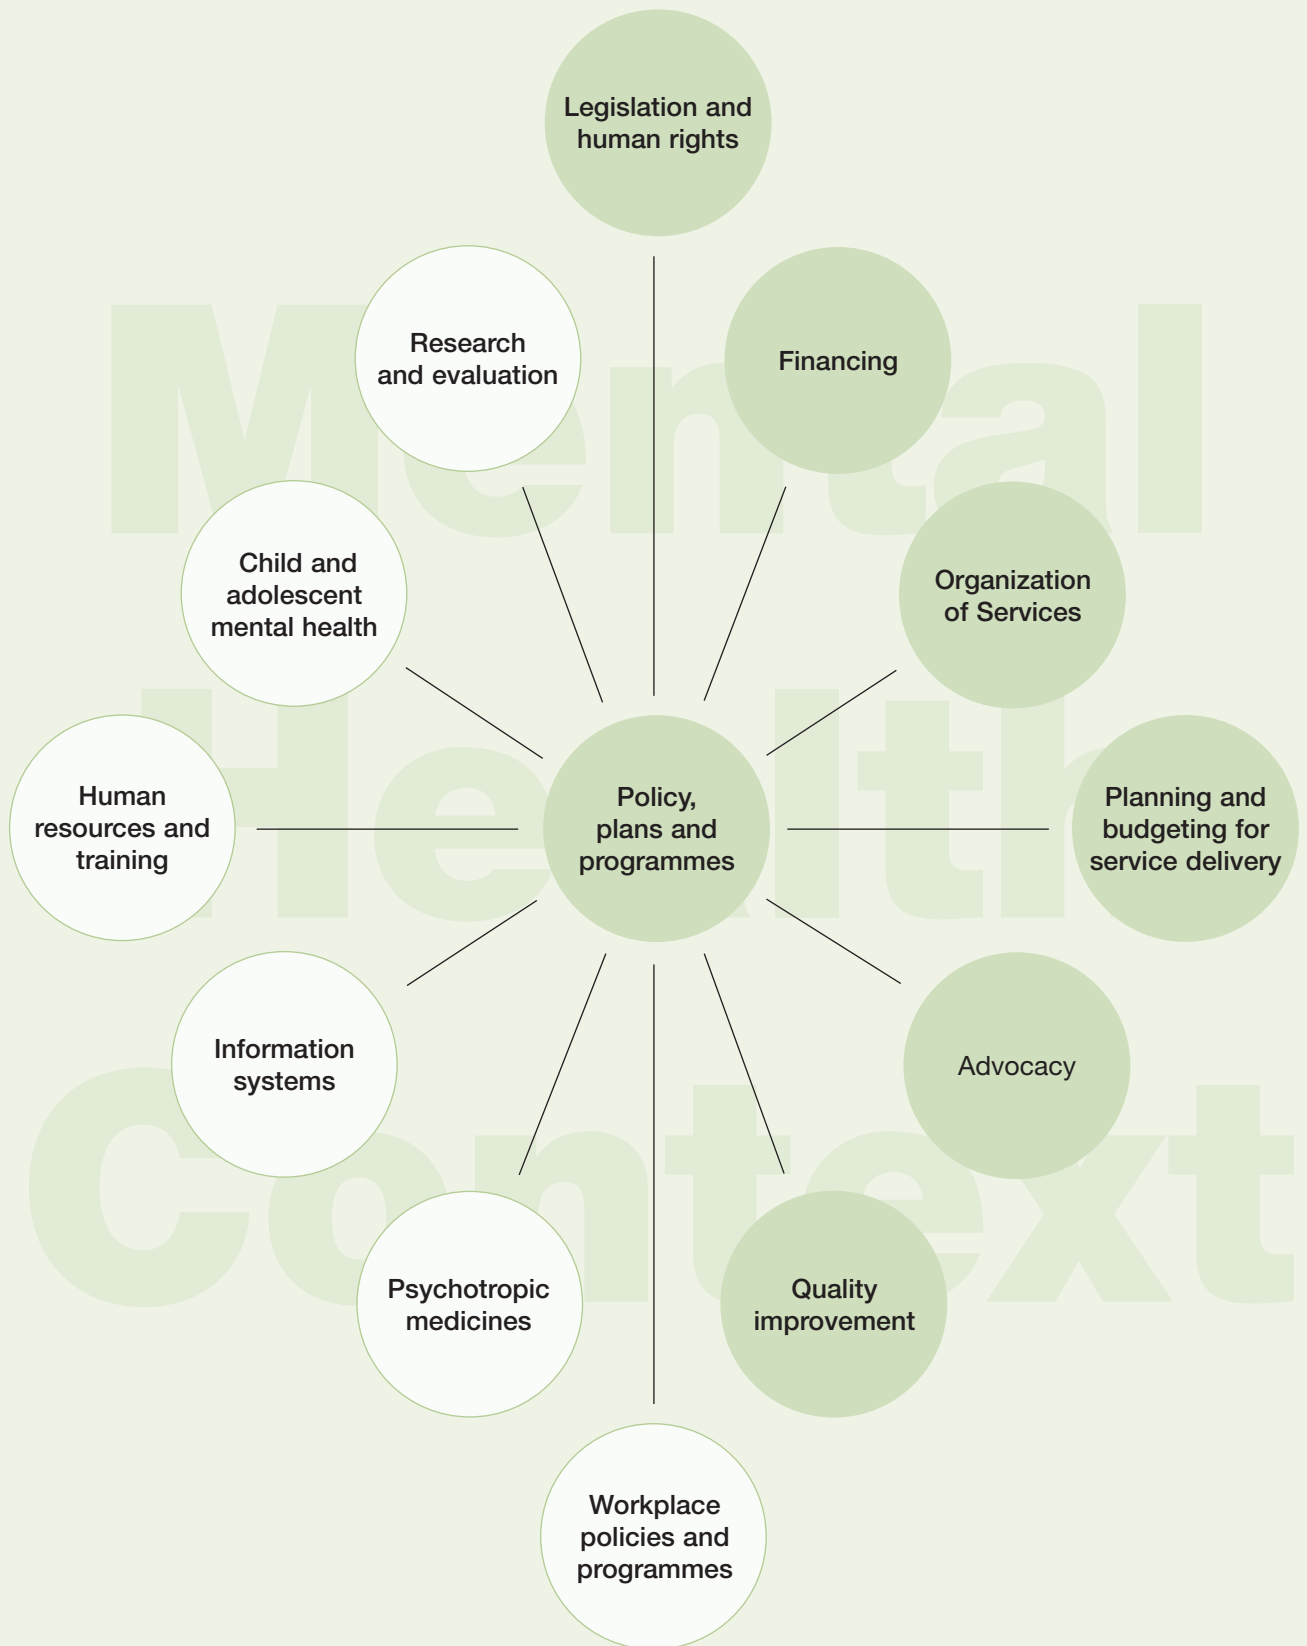 Mental
Health
Context
Legislation and
human rights
Research
and evaluation
Financing
Child and
adolescent
mental health
Organization
of Services
Human
resources and
training
Policy,
plans and
programmes
Planning and
budgeting for
service delivery
Information
systems
Advocacy
Psychotropic
medicines
Quality
improvement
Workplace
policies and
programmes